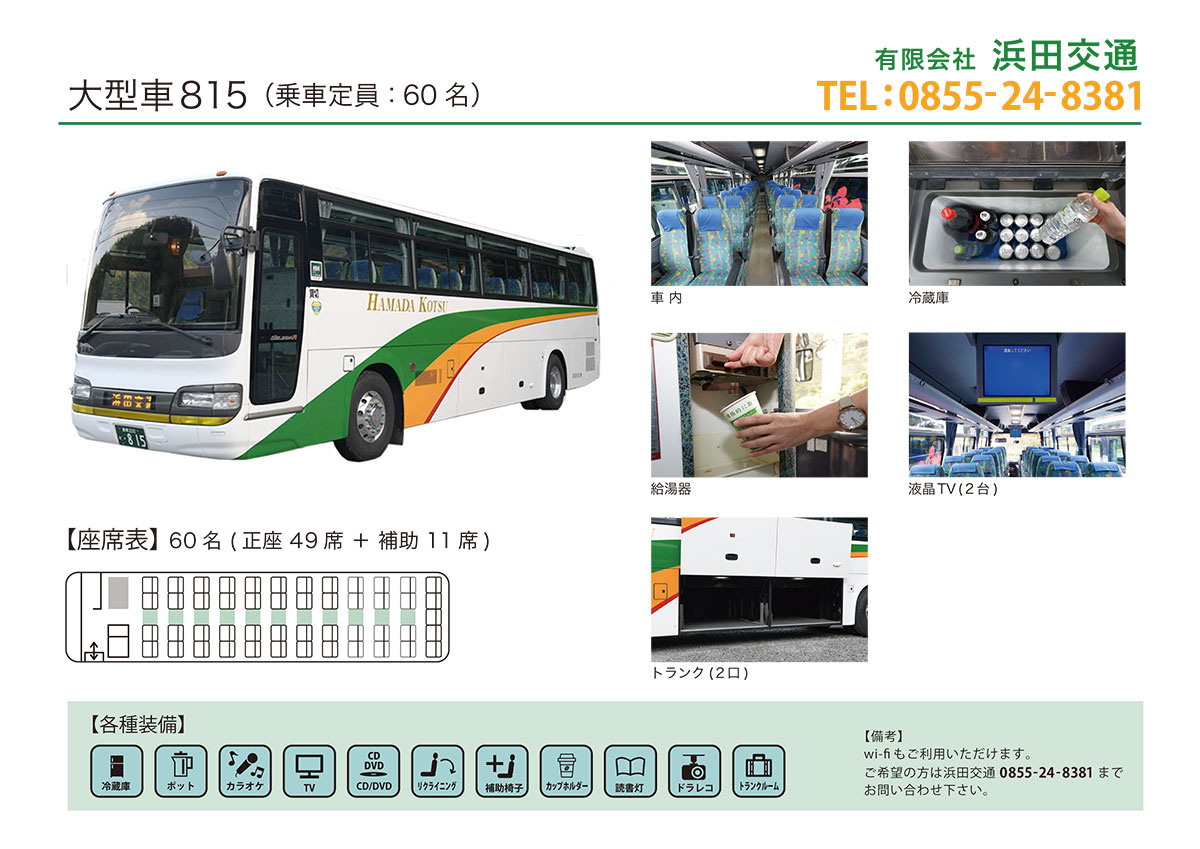 有限会社 浜田交通
TEL：0855-24-8381
大型車815（乗車定員：60名）
HAMADA KOTSU
浜田交
815
車内
冷蔵庫
給湯器
液晶TV(2台)
トランク(2口)
【座席表】60名 (正座 49席 ＋ 補助 11席)
【各種装備】
冷蔵庫
ポット
カラオケ
TV
CD
DVD
CD/DVD
リクライニング
補助椅子
カップホルダー
読書灯
ドラレコ
トランクルーム
【備考】
wi-fiもご利用いただけます。
ご希望の方は浜田交通 0855-24-8381 まで
お問い合わせ下さい。